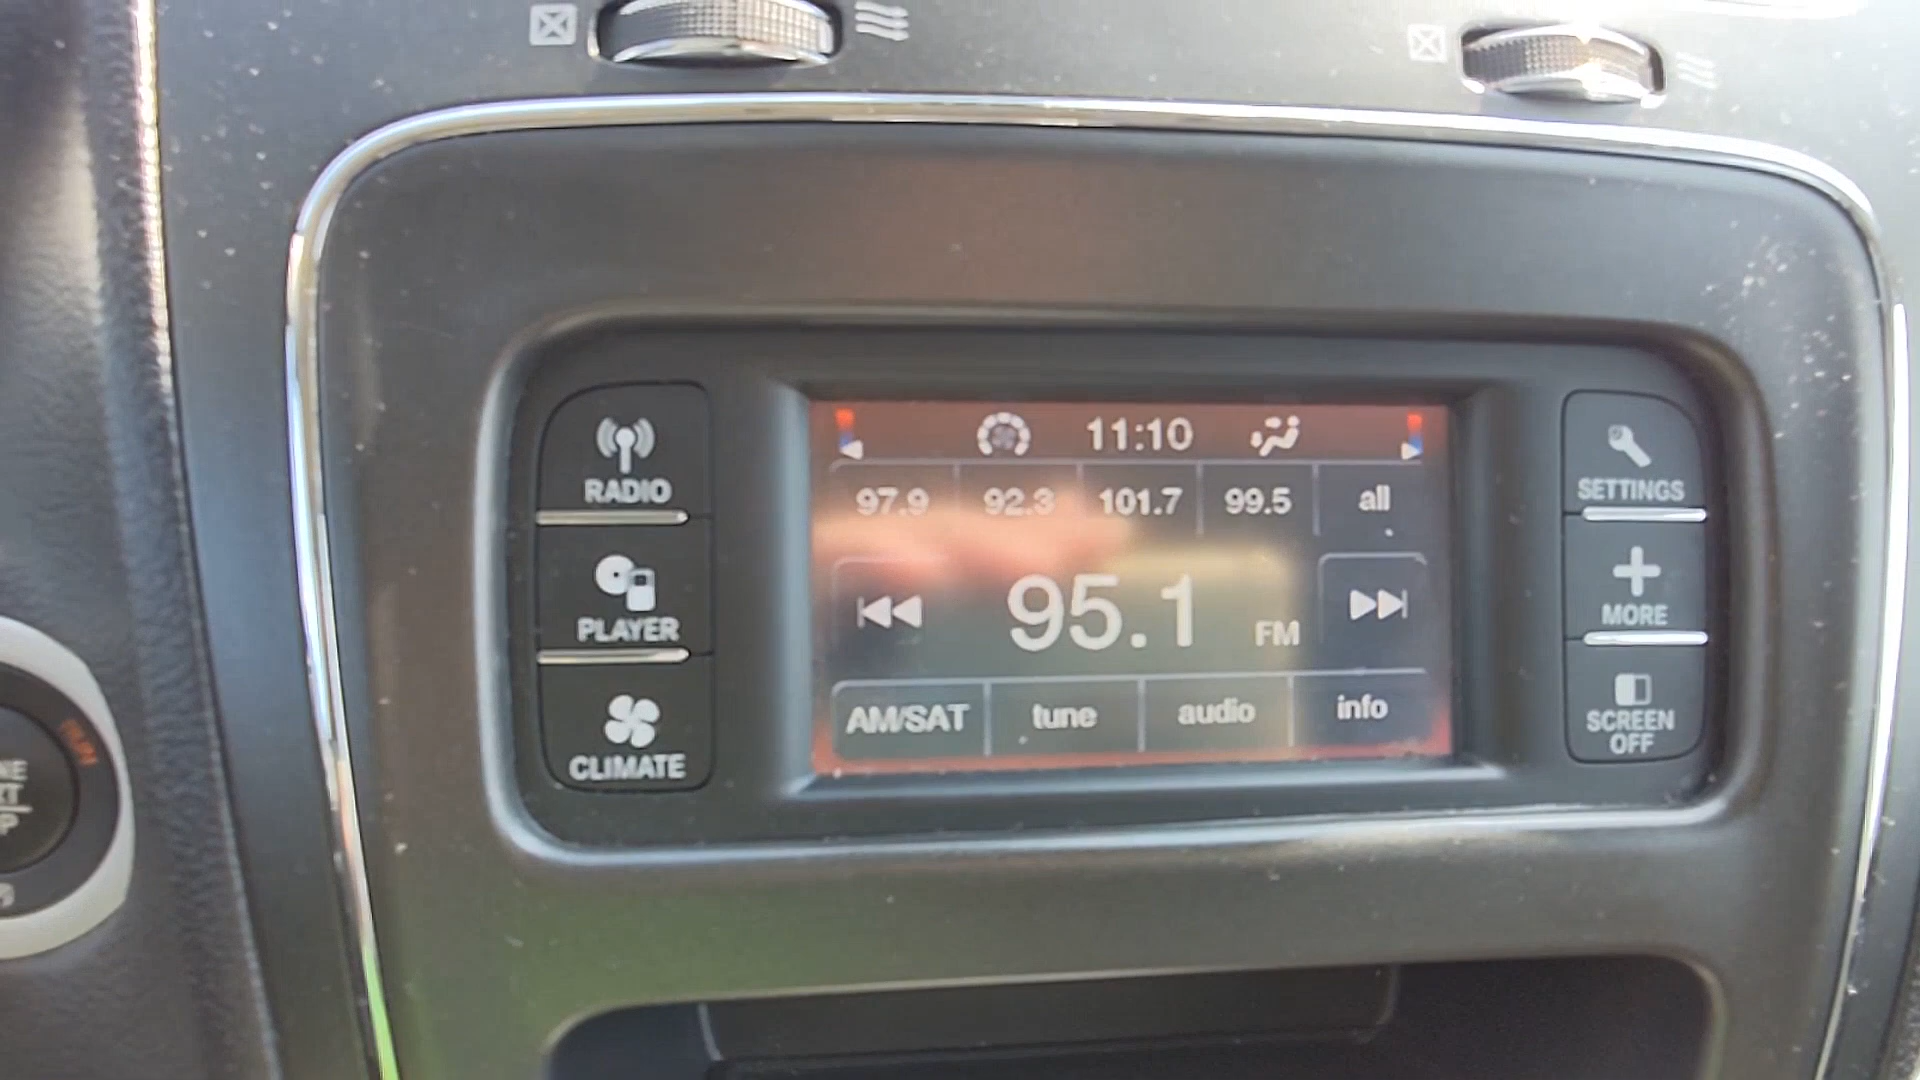 11:10
97.9 92.3 101.7 99.5 all
95.1 FM
AM/SAT tune audio info
RADIO
PLAYER
CLIMATE
SETTINGS
MORE
SCREEN
OFF